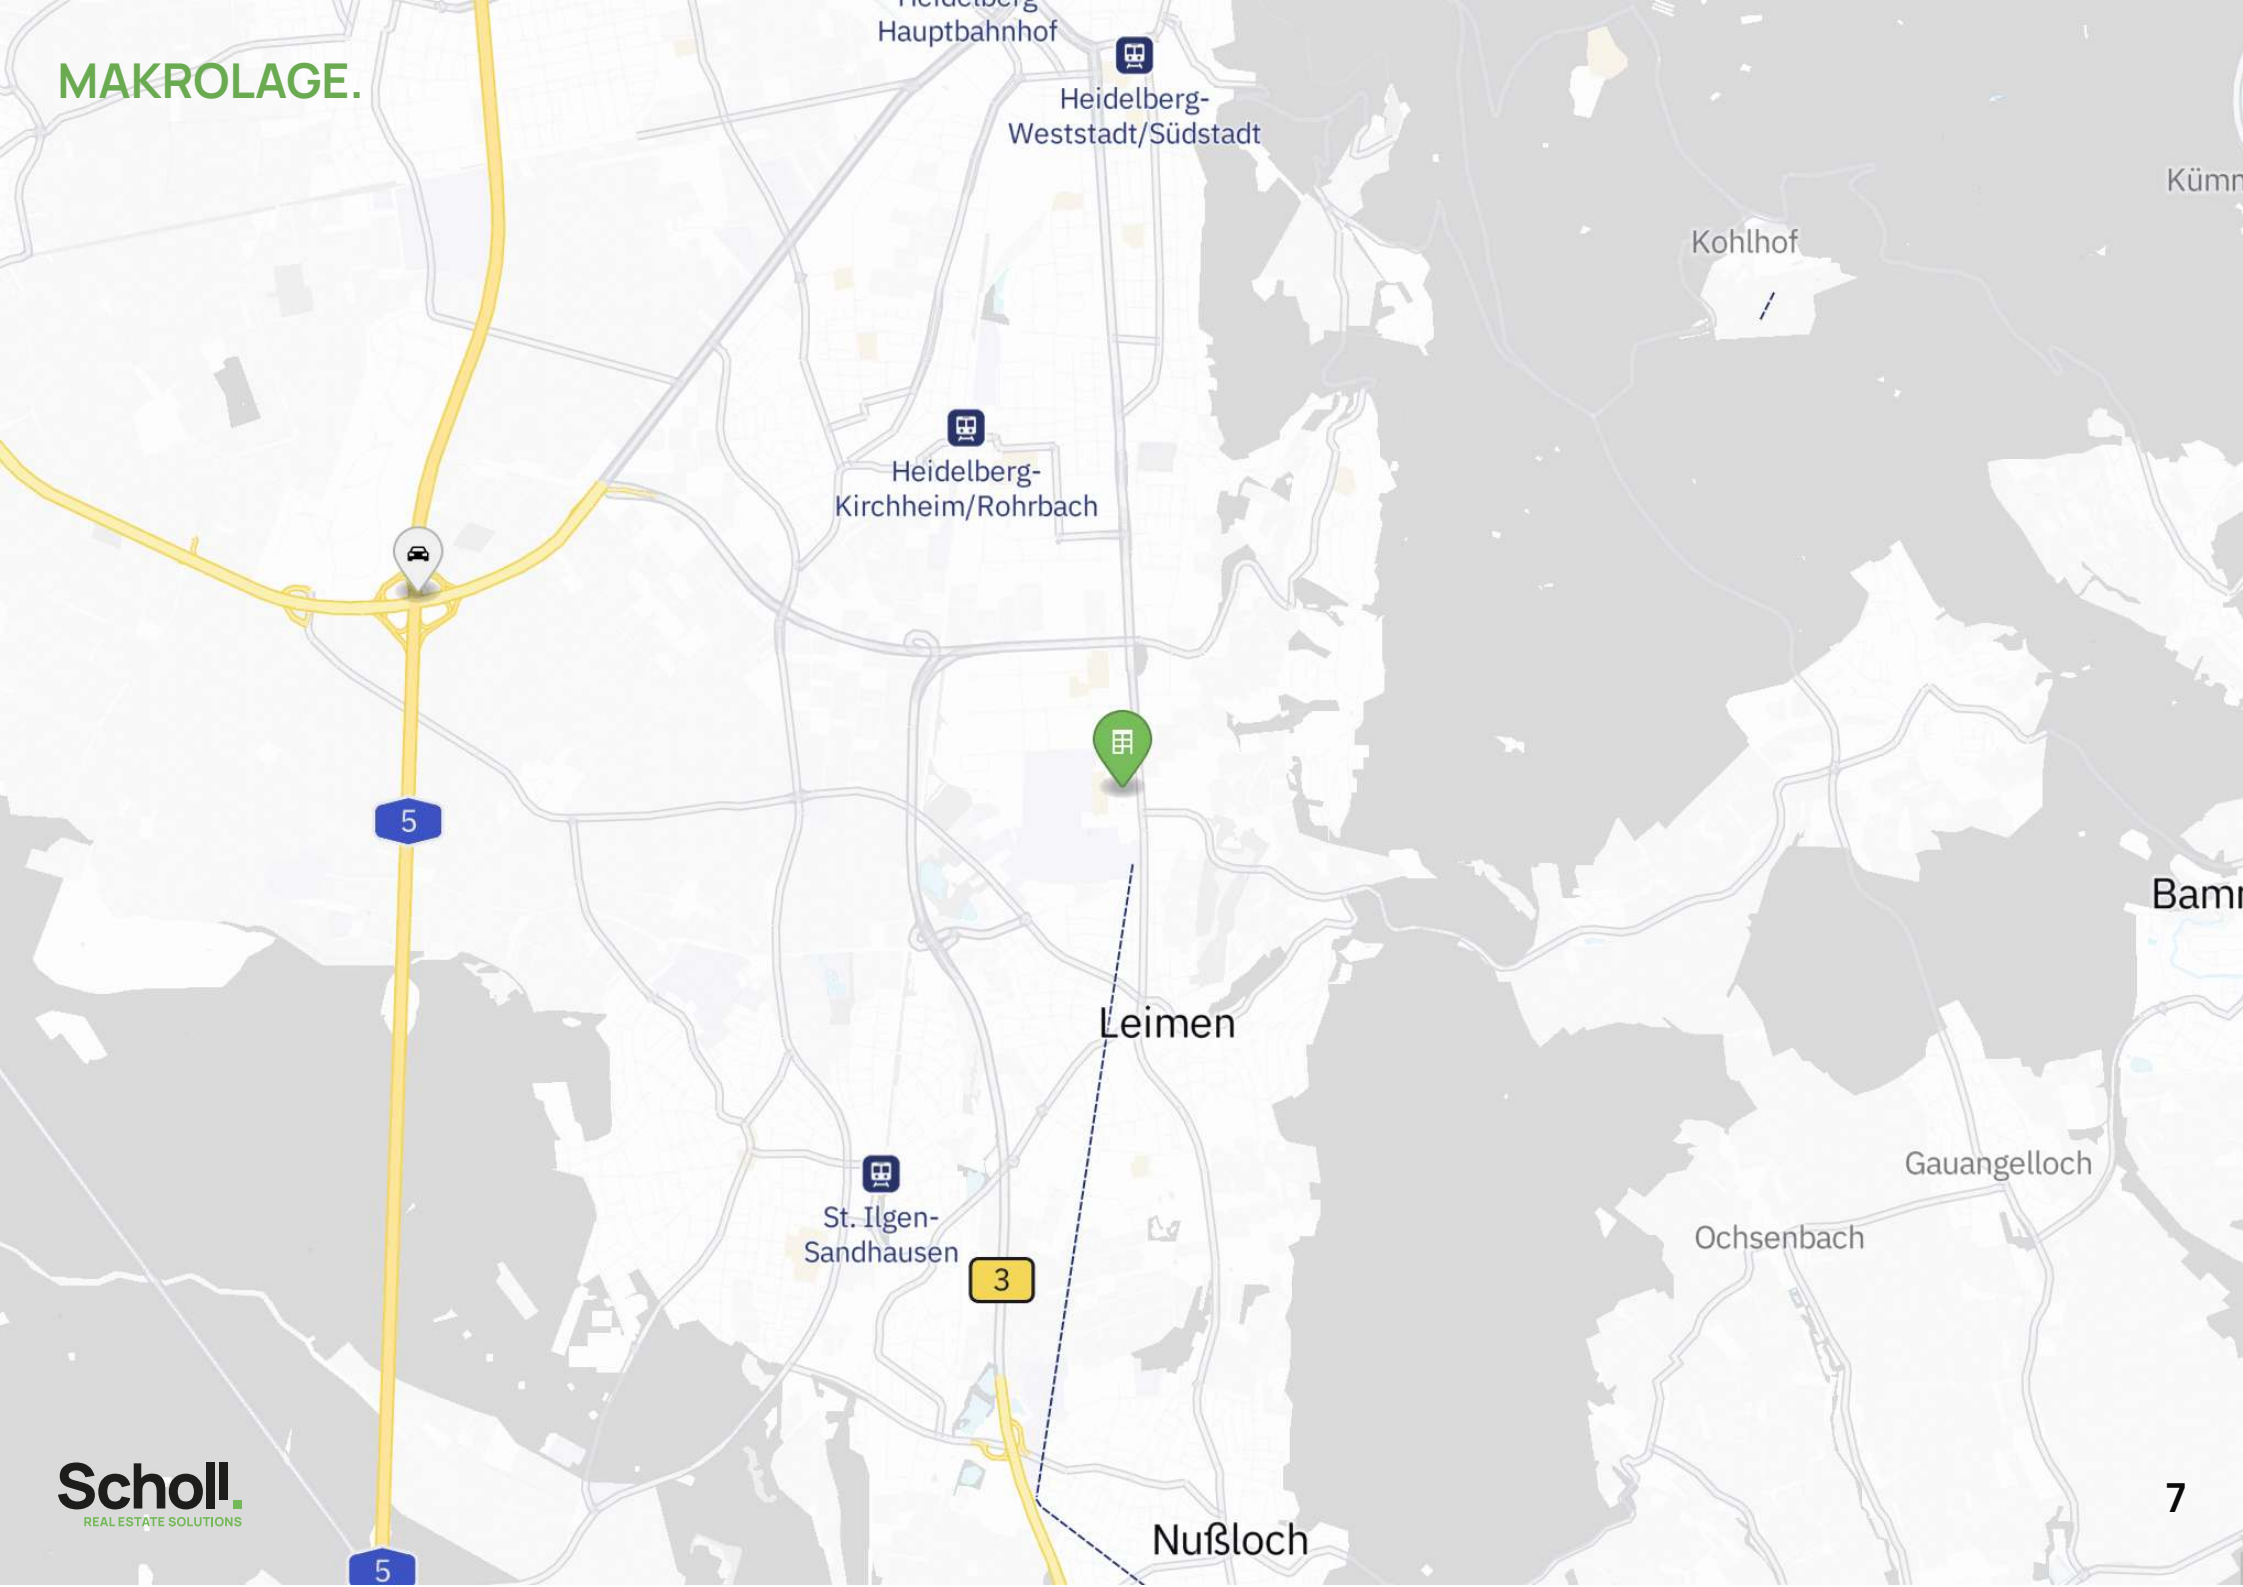 MAKROLAGE.
Hauptbahnhof
Heidelberg-
Weststadt/Südstadt
Kohlhof
Heidelberg-
Kirchheim/Rohrbach
5
Leimen
Gauangelloch
Ochsenbach
St. Ilgen-
Sandhausen
3
Nußloch
5
Scholl.
REAL ESTATE SOLUTIONS
7